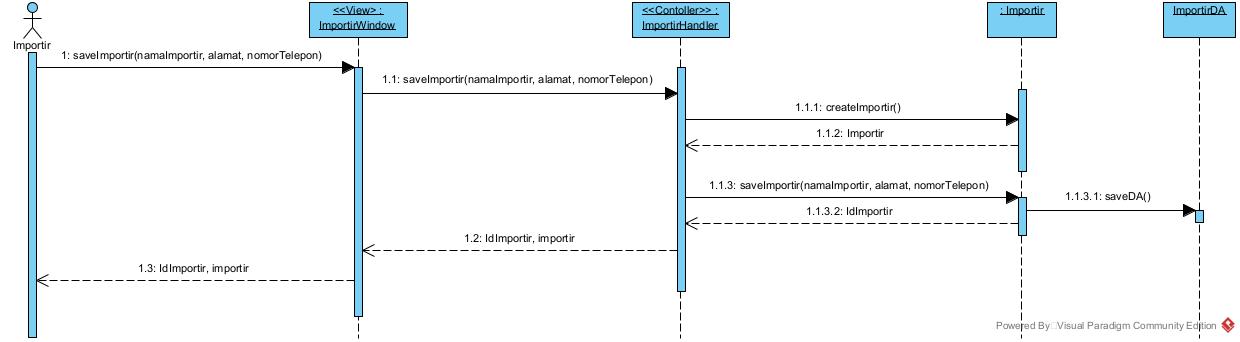 <<View>> :
ImportirWindow
<<Contoller>> :
ImportirHandler
: Importir
ImportirDA
Importir
1: saveImportir(namaImportir, alamat, nomorTelepon)
1.1: saveImportir(namaImportir, alamat, nomorTelepon)
1.1.1: createImportir()
1.1.2: Importir
1.1.3: saveImportir(namaImportir, alamat, nomorTelepon)
1.1.3.1: saveDA()
1.1.3.2: IdImportir
1.2: IdImportir, importir
1.3: IdImportir, importir
Powered By Visual Paradigm Community Edition